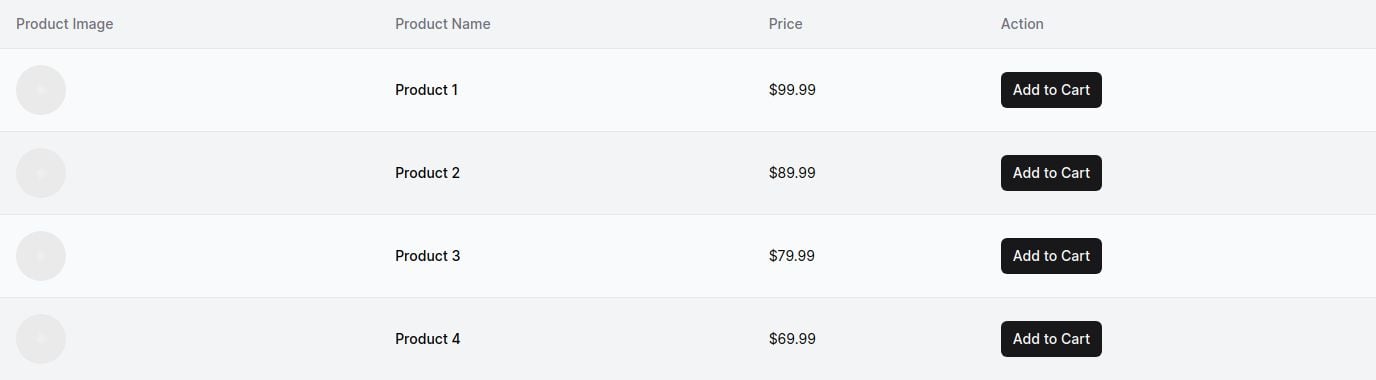 Product Image Product Name Price Action
Product 1 $99.99 Add to Cart
Product 2 $89.99 Add to Cart
Product 3 $79.99 Add to Cart
Product 4 $69.99 Add to Cart